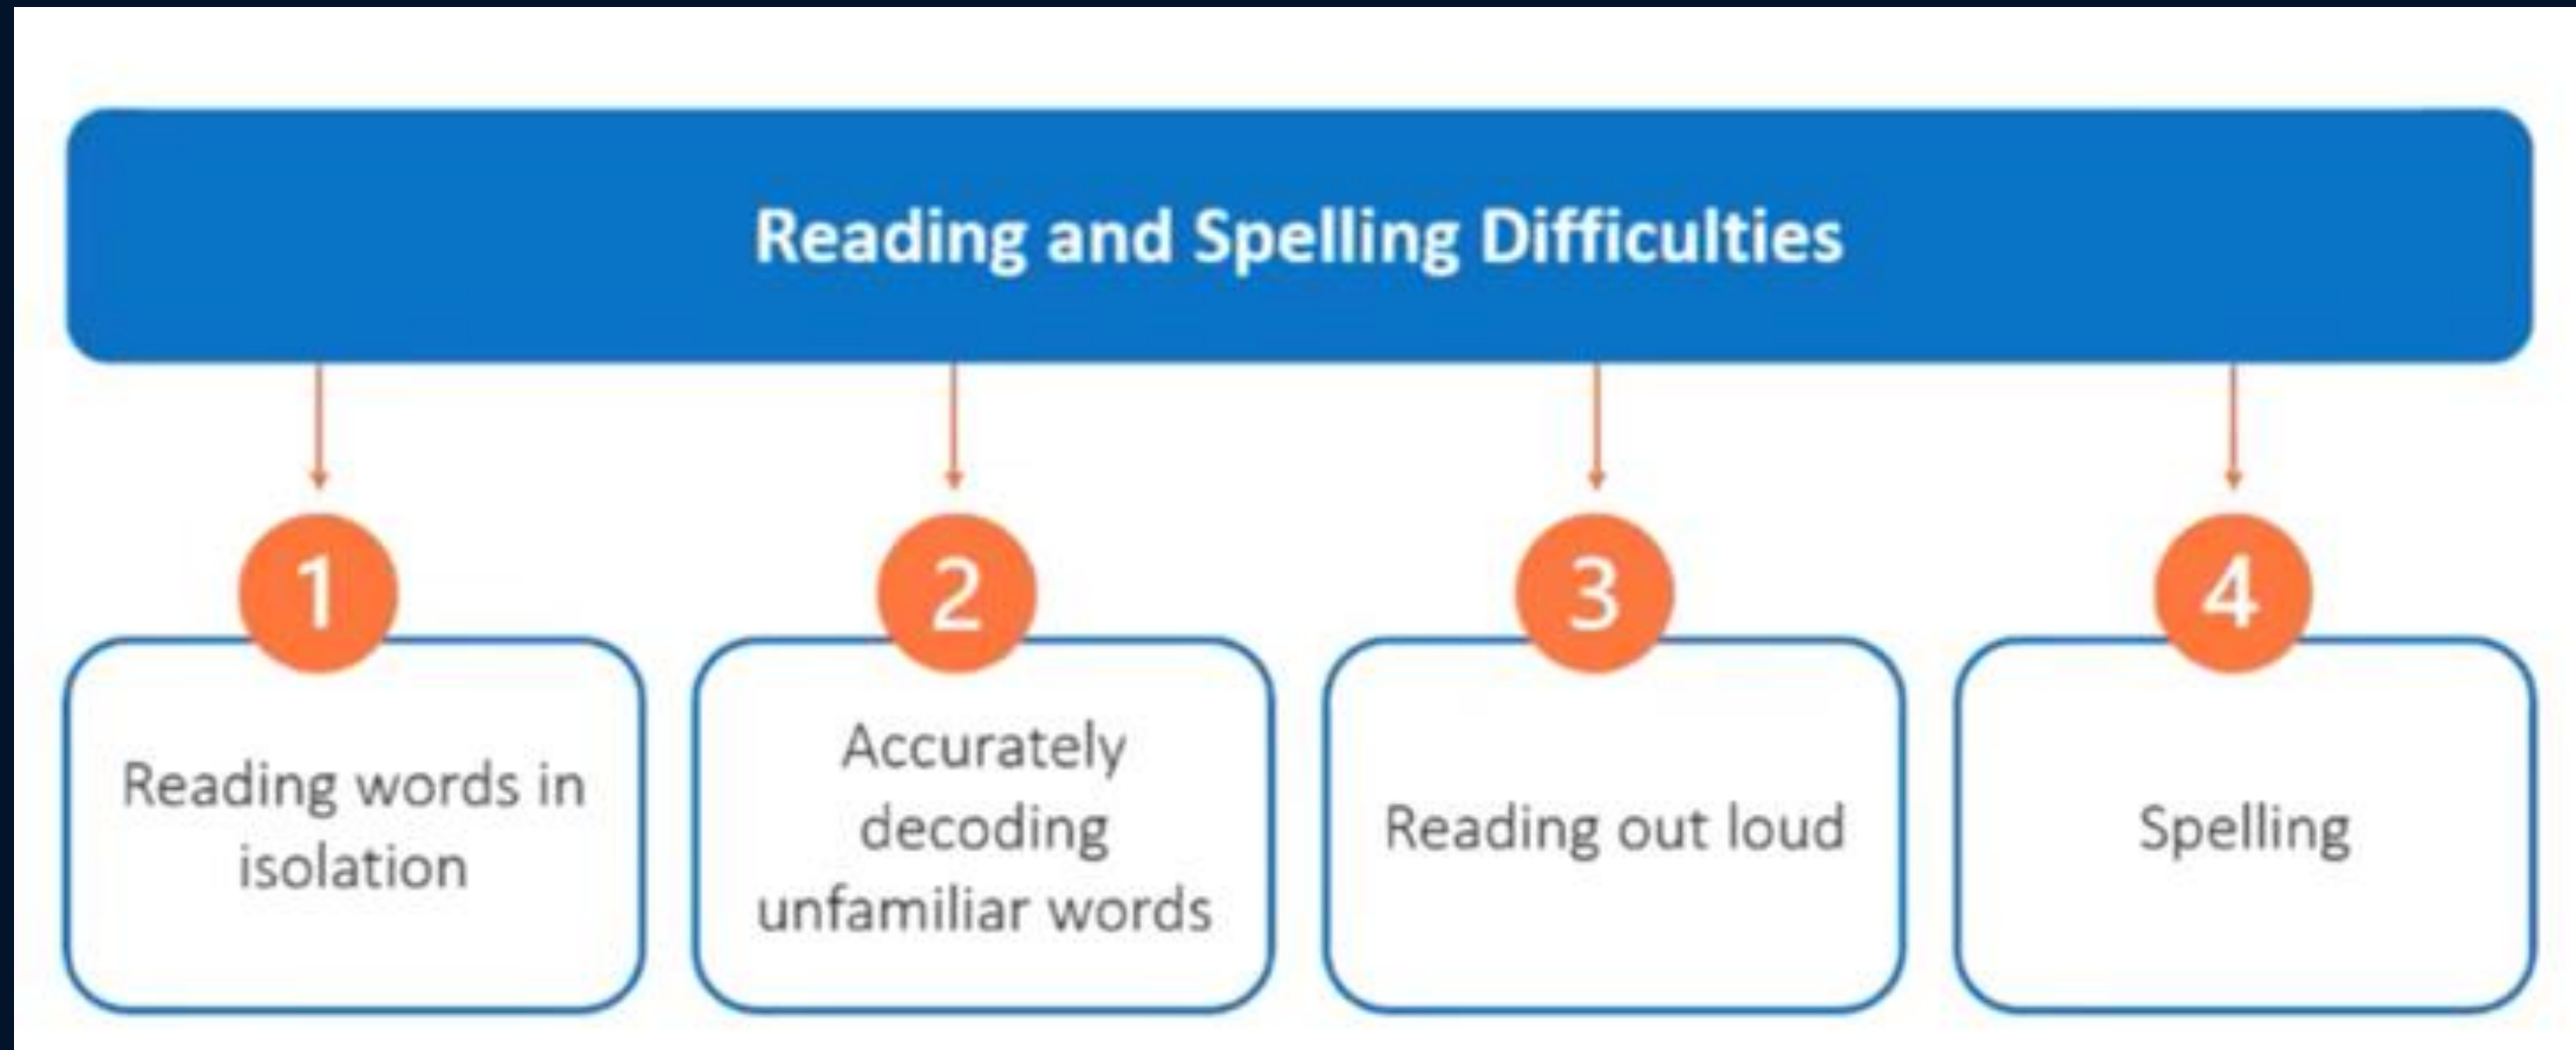 Reading and Spelling Difficulties
1
Reading words in
isolation
2
Accurately
decoding
unfamiliar words
3
Reading out loud
4
Spelling